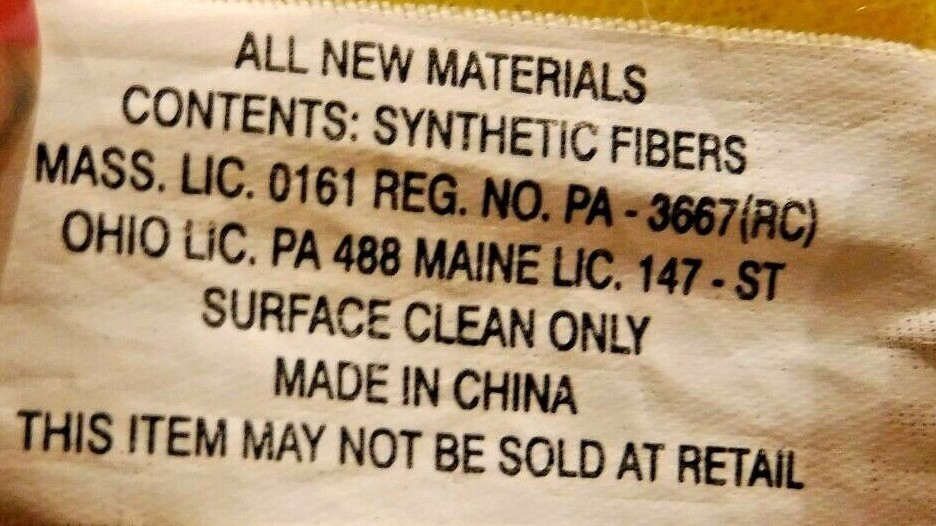 ALL NEW MATERIALS
CONTENTS: SYNTHETIC FIBERS
MASS. LIC. 0161 REG. NO. PA - 3667(RC)
OHIO LIC. PA 488 MAINE LIC. 147 - ST
SURFACE CLEAN ONLY
MADE IN CHINA
THIS ITEM MAY NOT BE SOLD AT RETAIL